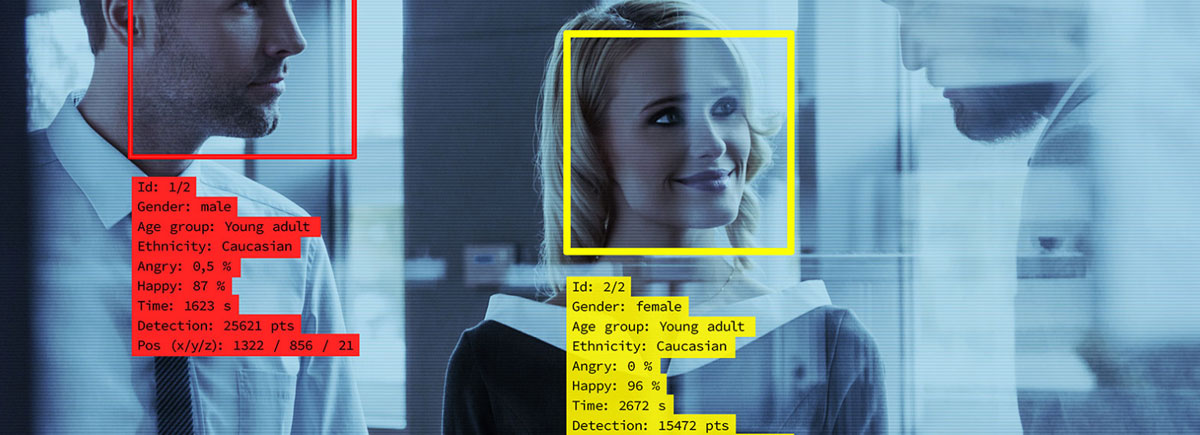 Id: 1/2
Gender: male
Age group: Young adult
Ethnicity: Caucasian
Angry: 0,5 %
Happy: 87 %
Time: 1623 s
Detection: 25621 pts
Pos (x/y/z): 1322 / 856 / 21
Id: 2/2
Gender: female
Age group: Young adult
Ethnicity: Caucasian
Angry: 0 %
Happy: 96 %
Time: 2672 s
Detection: 15472 pts